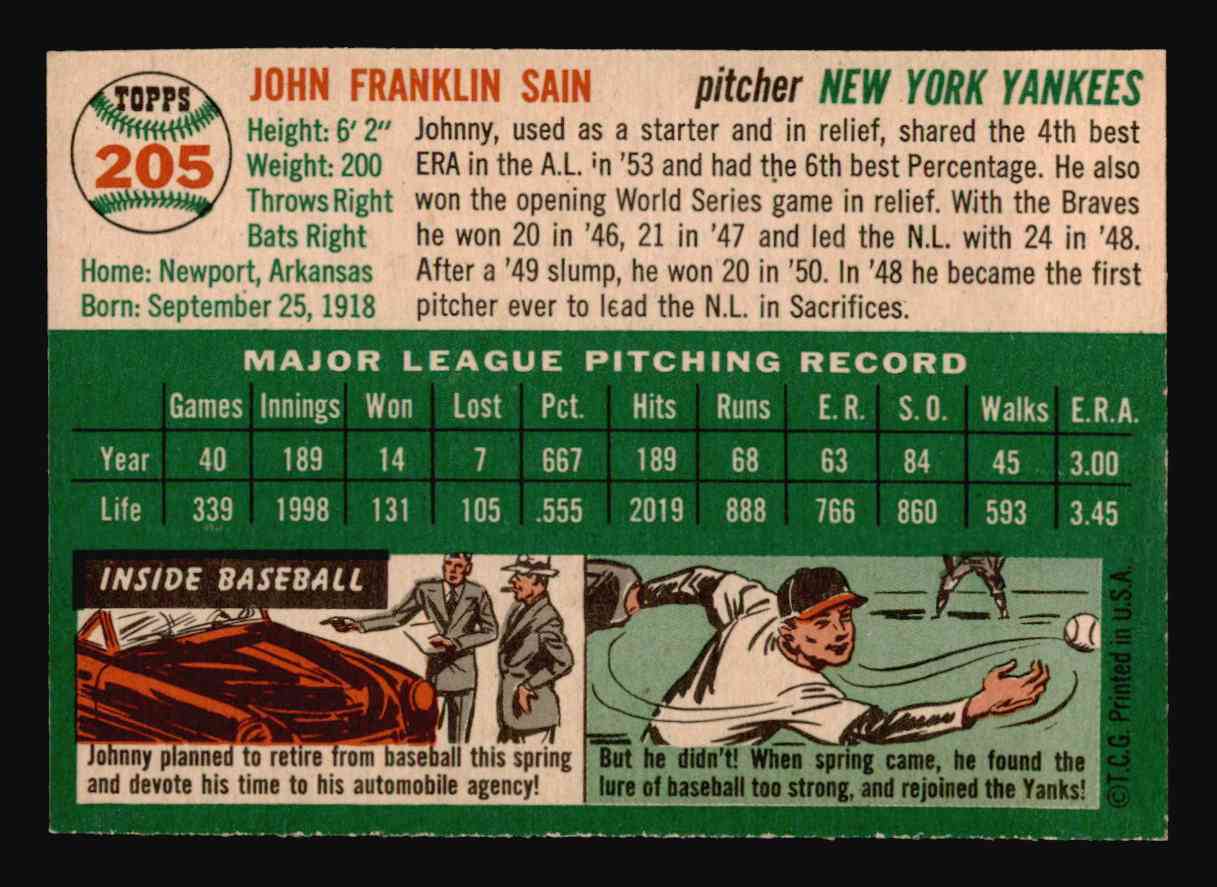 TOPPS
205
JOHN FRANKLIN SAIN
pitcher NEW YORK YANKEES
Height: 6' 2"
Weight: 200
Throws Right
Bats Right
Home: Newport, Arkansas
Born: September 25, 1918
Johnny, used as a starter and in relief, shared the 4th best
ERA in the A.L. in '53 and had the 6th best Percentage. He also
won the opening World Series game in relief. With the Braves
he won 20 in '46, 21 in '47 and led the N.L. with 24 in '48.
After a '49 slump, he won 20 in '50. In '48 he became the first
pitcher ever to lead the N.L. in Sacrifices.
MAJOR LEAGUE PITCHING RECORD
Games Innings Won Lost Pct. Hits Runs E.R. S.O. Walks E.R.A.
Year 40 189 14 7 667 189 68 63 84 45 3.00
Life 339 1998 131 105 .555 2019 888 766 860 593 3.45
INSIDE BASEBALL
Johnny planned to retire from baseball this spring
and devote his time to his automobile agency!
But he didn't! When spring came, he found the
lure of baseball too strong, and rejoined the Yanks!
©T.C.G. Printed in U.S.A.